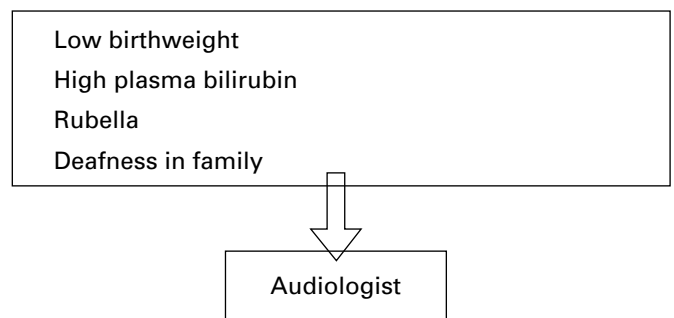 Low birthweight
High plasma bilirubin
Rubella
Deafness in family
Audiologist